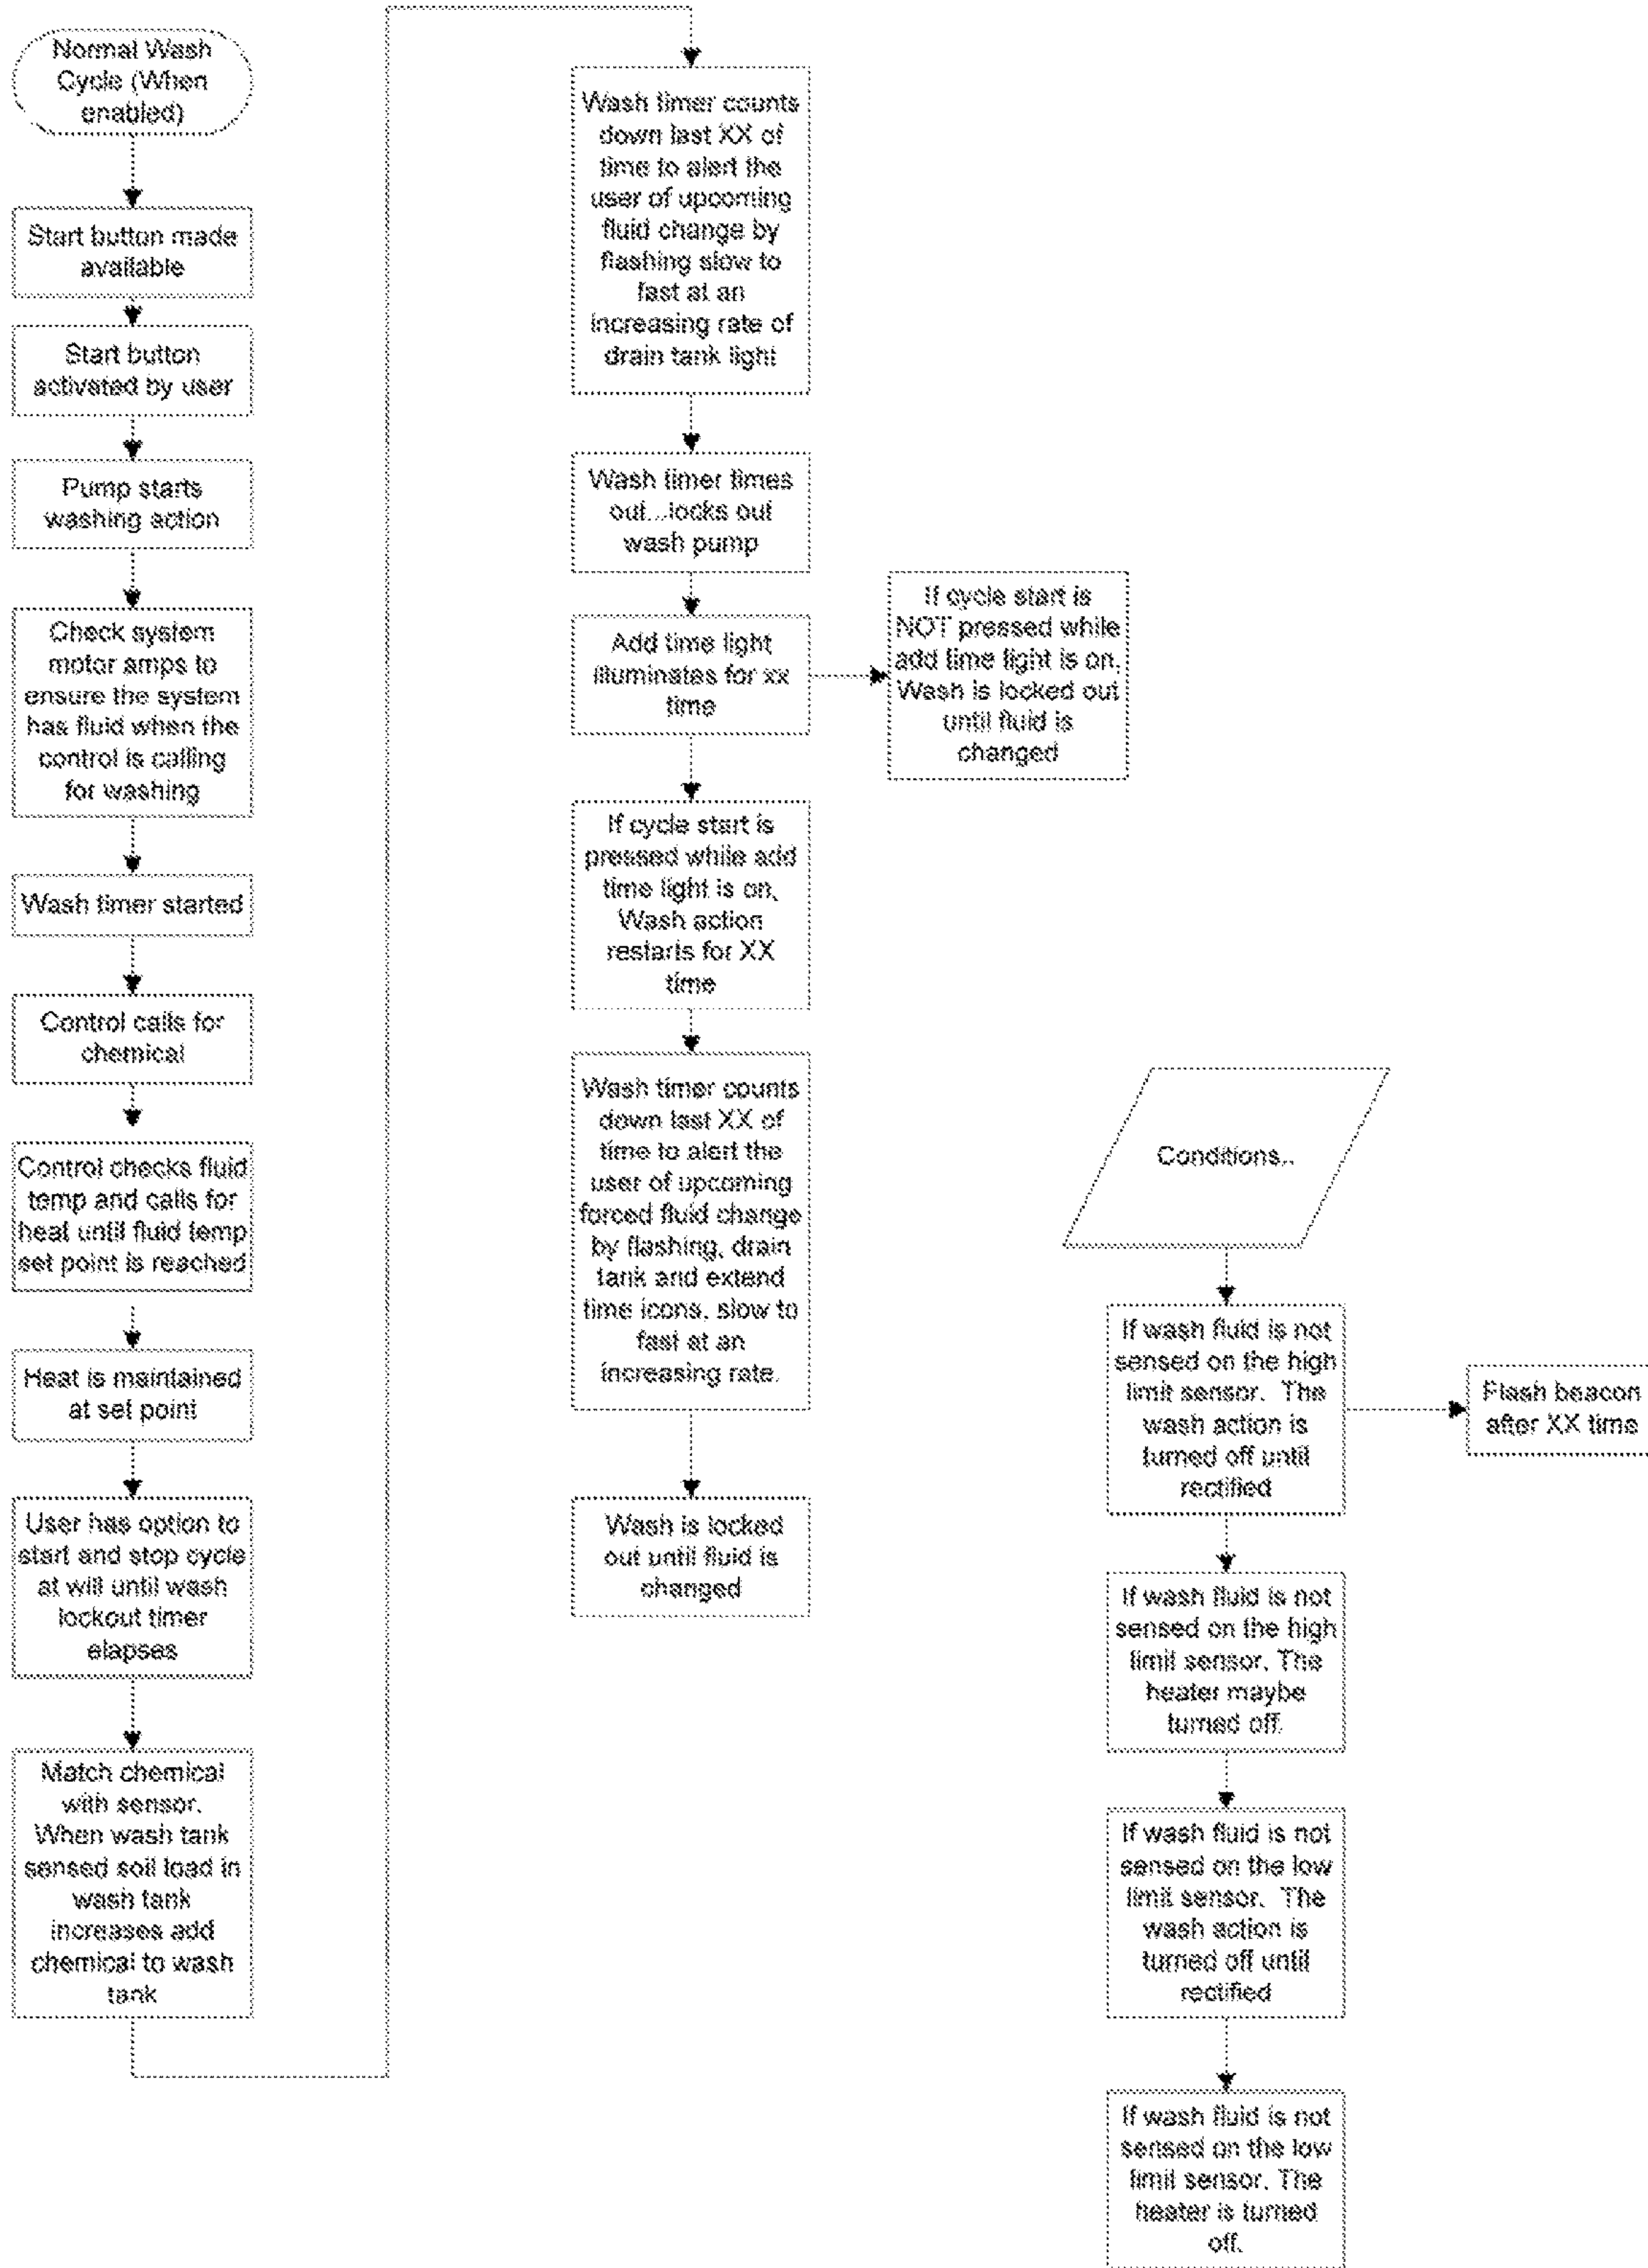 Normal Wash
Cycle (When
enabled)
Start button made
available
Start button
activated by user
Pump starts
washing action
Check system
motor amps to
ensure the system
has fluid when the
control is calling
for washing
Wash timer started
Control calls for
chemical
Control checks fluid
temp and calls for
heat until fluid temp
set point is reached
Heat is maintained
at set point
User has option to
start and stop cycle
at will until wash
lockout timer
elapses
Match chemical
with sensor.
When wash tank
sensed soil load in
wash tank
increases add
chemical to wash
tank
Wash timer counts
down last XX of
time to alert the
user of upcoming
fluid change by
flashing slow to
fast at an
increasing rate of
drain tank light
Wash timer times
out...locks out
wash pump
Add time light
illuminates for xx
time
If cycle start is
NOT pressed while
add time light is on,
Wash is locked out
until fluid is
changed
If cycle start is
pressed while add
time light is on,
Wash action
restarts for XX
time
Wash timer counts
down last XX of
time to alert the
user of upcoming
forced fluid change
by flashing, drain
tank and extend
time icons, slow to
fast at an
increasing rate.
Wash is locked
out until fluid is
changed
Conditions..
If wash fluid is not
sensed on the high
limit sensor. The
wash action is
turned off until
rectified
Flash beacon
after XX time
If wash fluid is not
sensed on the high
limit sensor. The
heater maybe
turned off.
If wash fluid is not
sensed on the low
limit sensor. The
wash action is
turned off until
rectified
If wash fluid is not
sensed on the low
limit sensor. The
heater is turned
off.